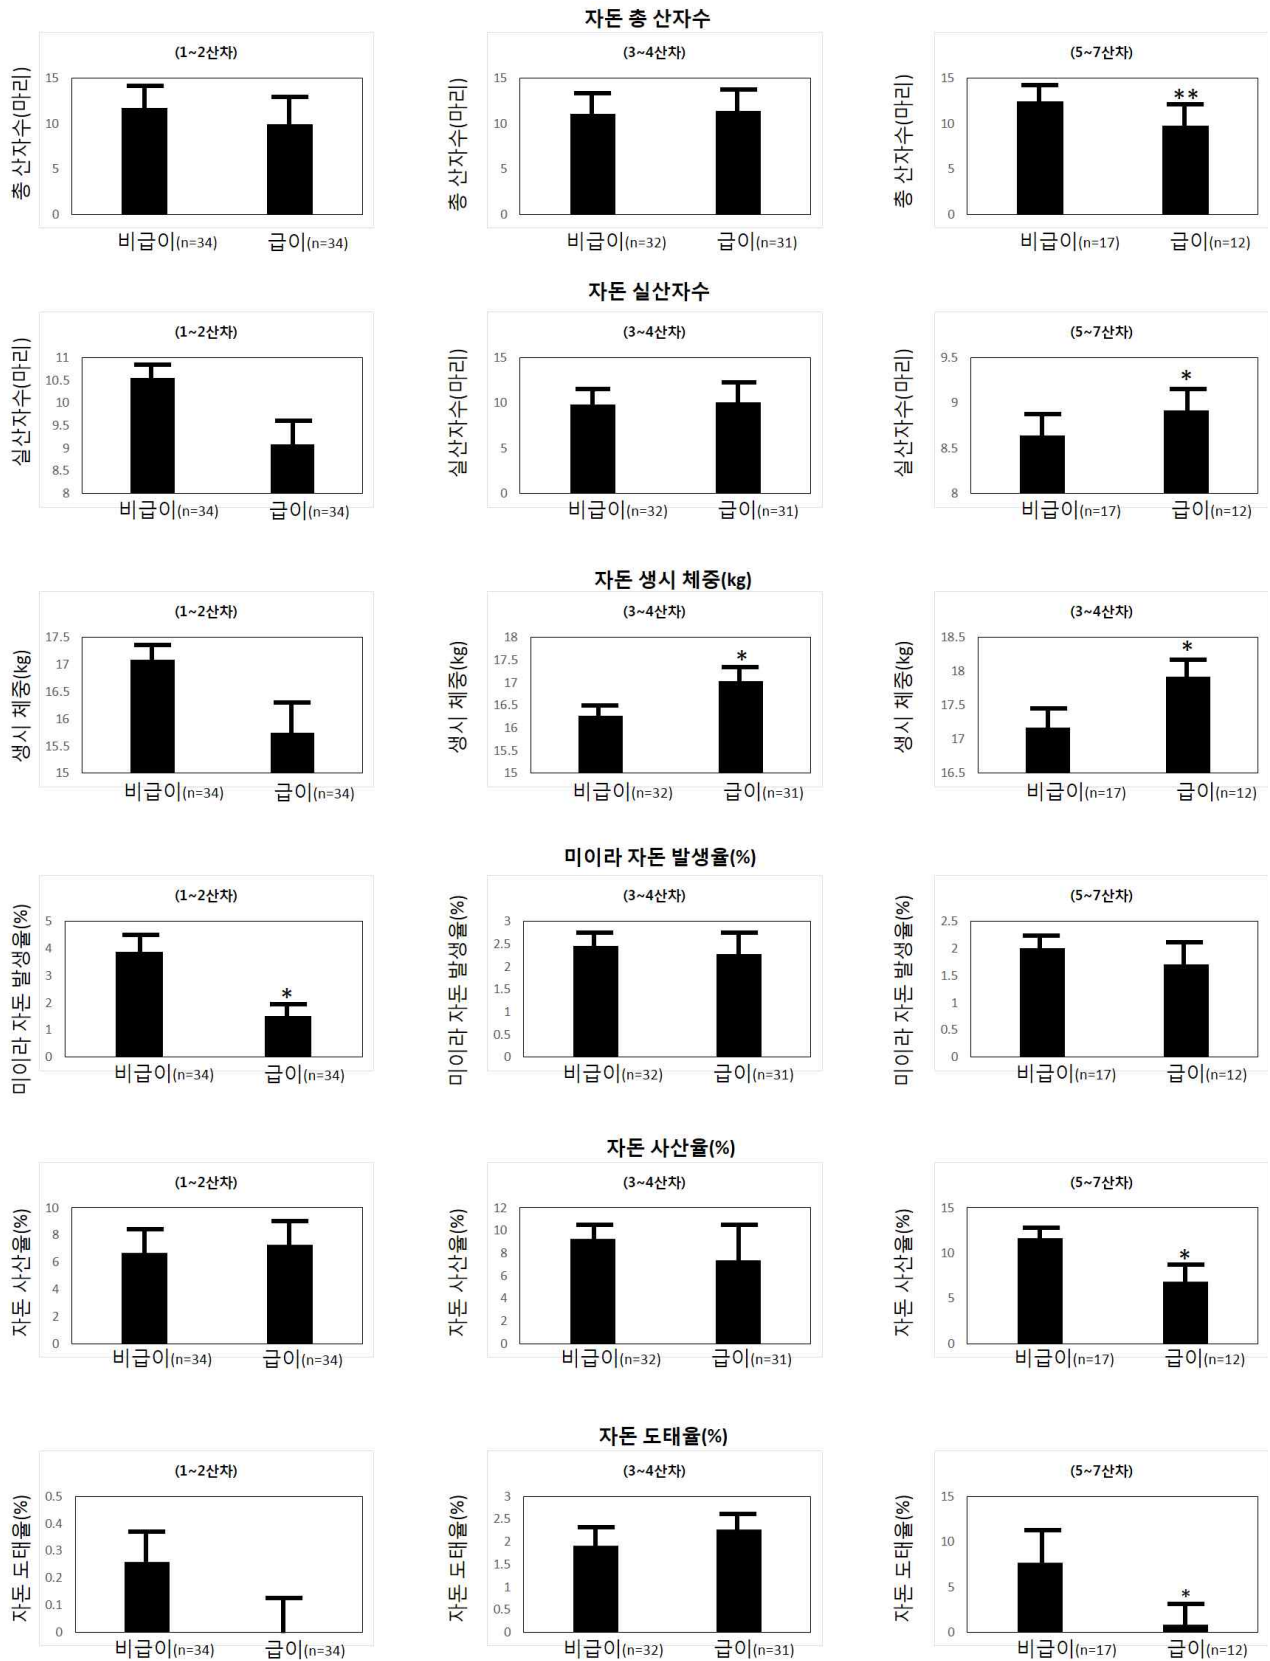 자돈 총 산자수
(1~2산차)
총 산자수(마리)
15
10
5
0
비급이(n=34) 급이(n=34)
(3~4산차)
총 산자수(마리)
15
10
5
0
비급이(n=32) 급이(n=31)
(5~7산차)
총 산자수(마리)
15
10
5
0
**
비급이(n=17) 급이(n=12)
자돈 실산자수
(1~2산차)
실산자수(마리)
11
10.5
10
9.5
9
8.5
8
비급이(n=34) 급이(n=34)
(3~4산차)
실산자수(마리)
15
10
5
0
비급이(n=32) 급이(n=31)
(5~7산차)
실산자수(마리)
9.5
9
8.5
8
*
비급이(n=17) 급이(n=12)
자돈 생시 체중(kg)
(1~2산차)
생시 체중(kg)
17.5
17
16.5
16
15.5
15
비급이(n=34) 급이(n=34)
(3~4산차)
생시 체중(kg)
18
17.5
17
16.5
16
15.5
15
*
비급이(n=32) 급이(n=31)
(3~4산차)
생시 체중(kg)
18.5
18
17.5
17
16.5
*
비급이(n=17) 급이(n=12)
미이라 자돈 발생율(%)
(1~2산차)
미이라 자돈 발생율(%)
5
4
3
2
1
0
*
비급이(n=34) 급이(n=34)
(3~4산차)
미이라 자돈 발생율(%)
3
2.5
2
1.5
1
0.5
0
비급이(n=32) 급이(n=31)
(5~7산차)
미이라 자돈 발생율(%)
2.5
2
1.5
1
0.5
0
비급이(n=17) 급이(n=12)
자돈 사산율(%)
(1~2산차)
자돈 사산율(%)
10
8
6
4
2
0
비급이(n=34) 급이(n=34)
(3~4산차)
자돈 사산율(%)
12
10
8
6
4
2
0
비급이(n=32) 급이(n=31)
(5~7산차)
자돈 사산율(%)
15
10
5
0
*
비급이(n=17) 급이(n=12)
자돈 도태율(%)
(1~2산차)
자돈 도태율(%)
0.5
0.4
0.3
0.2
0.1
0
비급이(n=34) 급이(n=34)
(3~4산차)
자돈 도태율(%)
3
2.5
2
1.5
1
0.5
0
비급이(n=32) 급이(n=31)
(5~7산차)
자돈 도태율(%)
15
10
5
0
*
비급이(n=17) 급이(n=12)